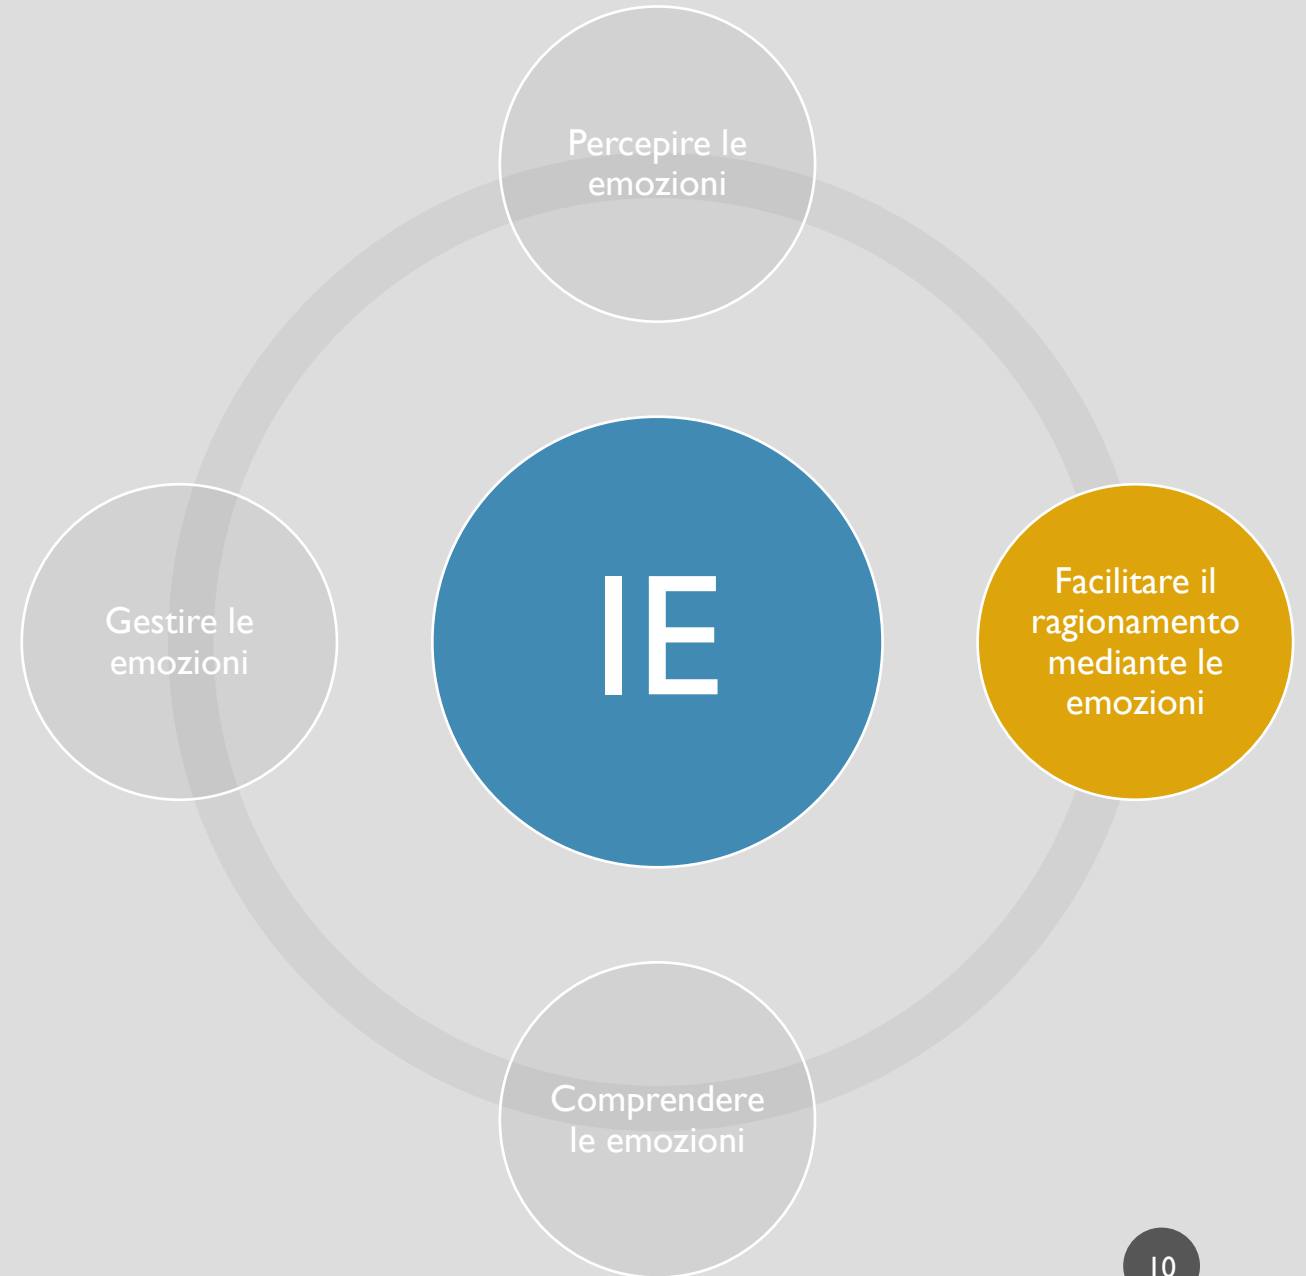 Percepire le
emozioni
Gestire le
emozioni
IE
Facilitare il
ragionamento
mediante le
emozioni
Comprendere
le emozioni
10